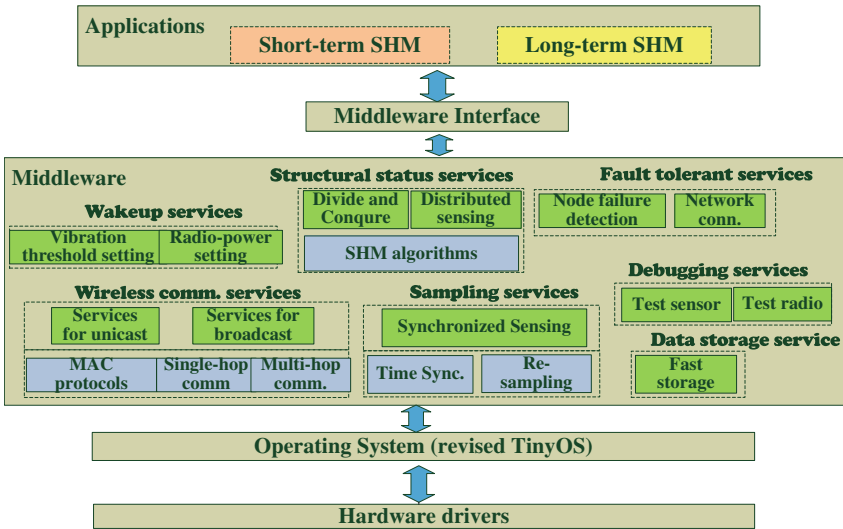 Applications
Short-term SHM
Long-term SHM
Middleware Interface
Middleware
Structural status services
Divide and
Conqure
Distributed
sensing
SHM algorithms
Fault tolerant services
Node failure
detection
Network
conn.
Wakeup services
Vibration
threshold setting
Radio-power
setting
Wireless comm. services
Services
for unicast
Services for
broadcast
MAC
protocols
Single-hop
comm
Multi-hop
comm.
Sampling services
Synchronized Sensing
Time Sync.
Re-
sampling
Debugging services
Test sensor
Test radio
Data storage service
Fast
storage
Operating System (revised TinyOS)
Hardware drivers